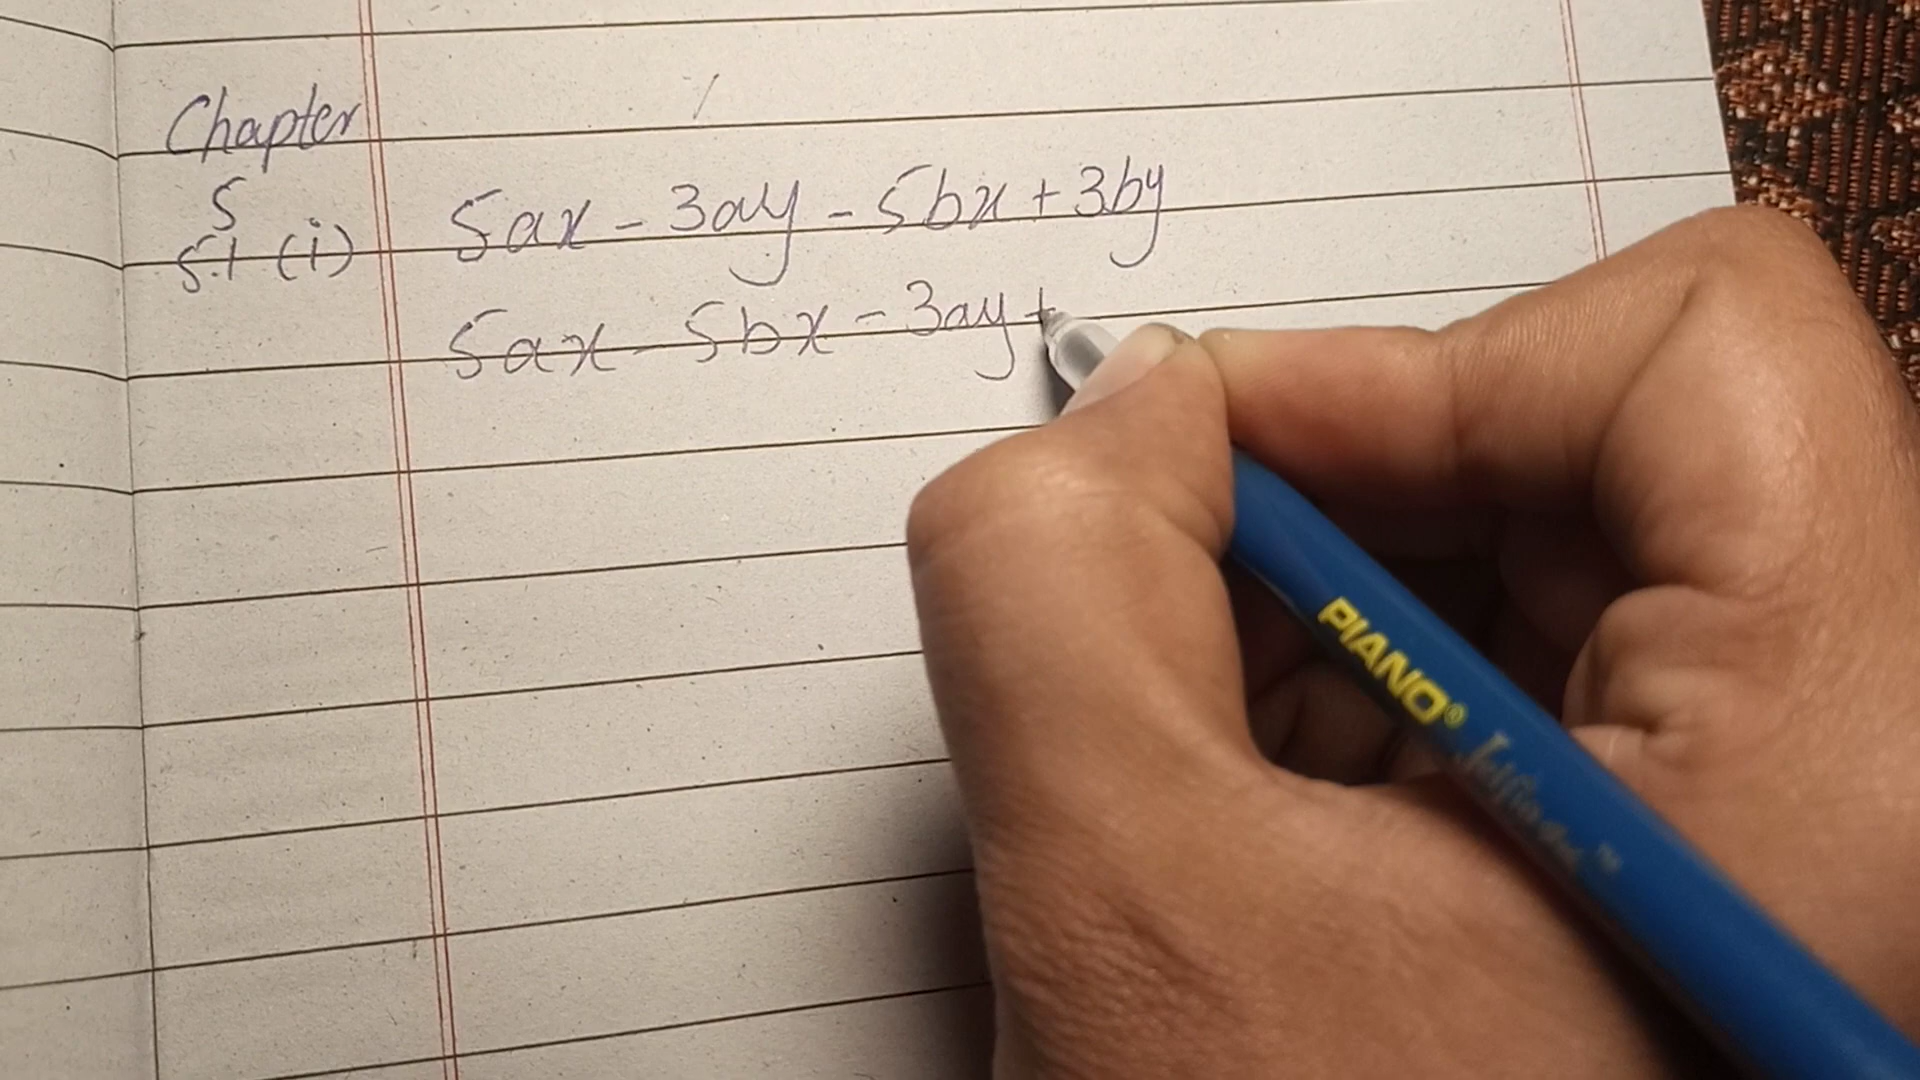 Chapter
5
5.1 (i) 5ax - 3ay - 5bx + 3by
5ax - 5bx - 3ay +
PIANO®